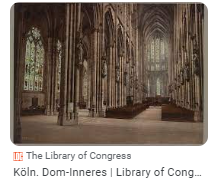 The Library of Congress
Köln. Dom-Inneres | Library of Cong...